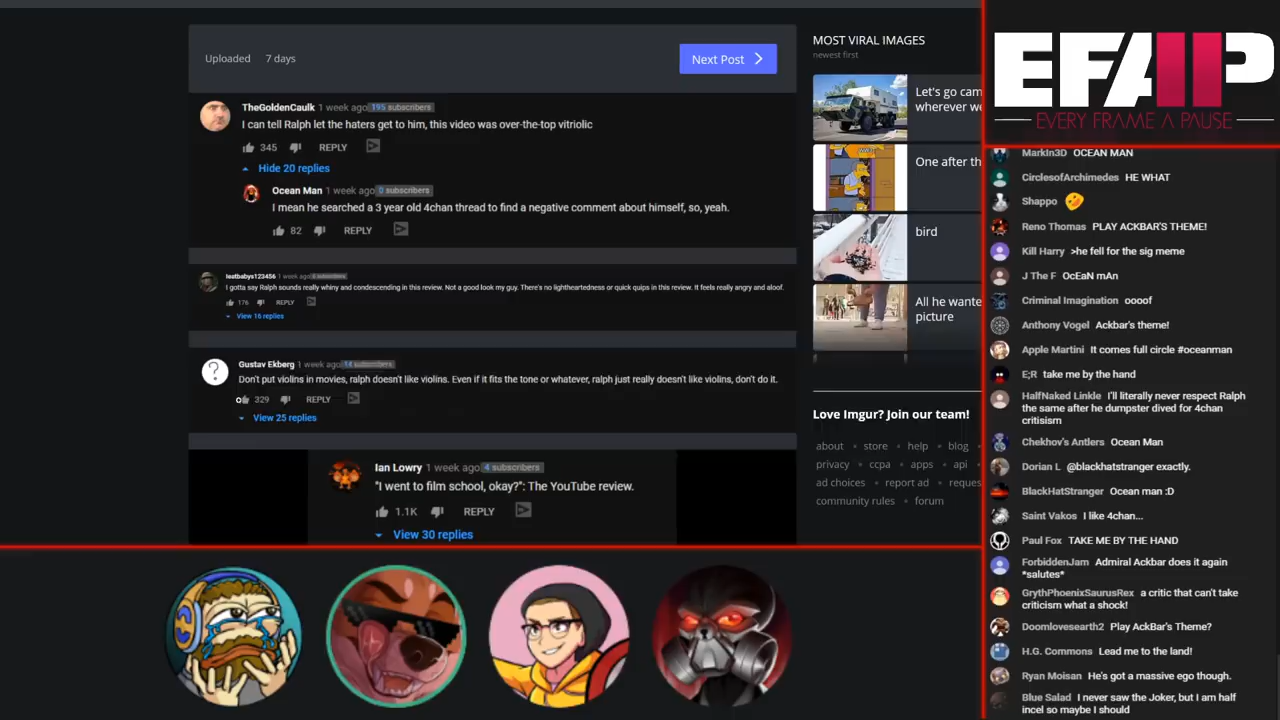 Uploaded 7 days
Next Post
TheGoldenCaulk 1 week ago 195 subscribers
I can tell Ralph let the haters get to him, this video was over-the-top vitriolic
345 REPLY
Hide 20 replies
Ocean Man 1 week ago 0 subscribers
I mean he searched a 3 year old 4chan thread to find a negative comment about himself, so, yeah.
82 REPLY
1 week ago
I gotta say Ralph sounds really whiny and condescending in this review. Not a good look my guy. There's no lightheartedness or quick quips in this review. It feels really angry and aloof.
176 REPLY
View 16 replies
Gustav Ekberg 1 week ago 14 subscribers
Don't put violins in movies, ralph doesn't like violins. Even if it fits the tone or whatever, ralph just really doesn't like violins, don't do it.
329 REPLY
View 25 replies
Ian Lowry 1 week ago 4 subscribers
"I went to film school, okay?": The YouTube review.
1.1K REPLY
View 30 replies
MOST VIRAL IMAGES
newest first
Let's go cam
wherever we
One after th
bird
All he wante
picture
Love Imgur? Join our team!
about • store • help • blog •
privacy • ccpa • apps • api •
ad choices • report ad • reques
community rules • forum
EFAP
EVERY FRAME A PAUSE
MarkIn3D OCEAN MAN
CirclesofArchimedes HE WHAT
Shappo
Reno Thomas PLAY ACKBAR'S THEME!
Kill Harry >he fell for the sig meme
J The F OcEaN mAn
Criminal Imagination oooof
Anthony Vogel Ackbar's theme!
Apple Martini It comes full circle #oceanman
E;R take me by the hand
HalfNaked Linkle I'll literally never respect Ralph
the same after he dumpster dived for 4chan
critisism
Chekhov's Antlers Ocean Man
Dorian L @blackhatstranger exactly.
BlackHatStranger Ocean man :D
Saint Vakos I like 4chan...
Paul Fox TAKE ME BY THE HAND
ForbiddenJam Admiral Ackbar does it again
*salutes*
GrythPhoenixSaurusRex a critic that can't take
criticism what a shock!
Doomlovesearth2 Play AckBar's Theme?
H.G. Commons Lead me to the land!
Ryan Moisan He's got a massive ego though.
Blue Salad I never saw the Joker, but I am half
incel so maybe I should